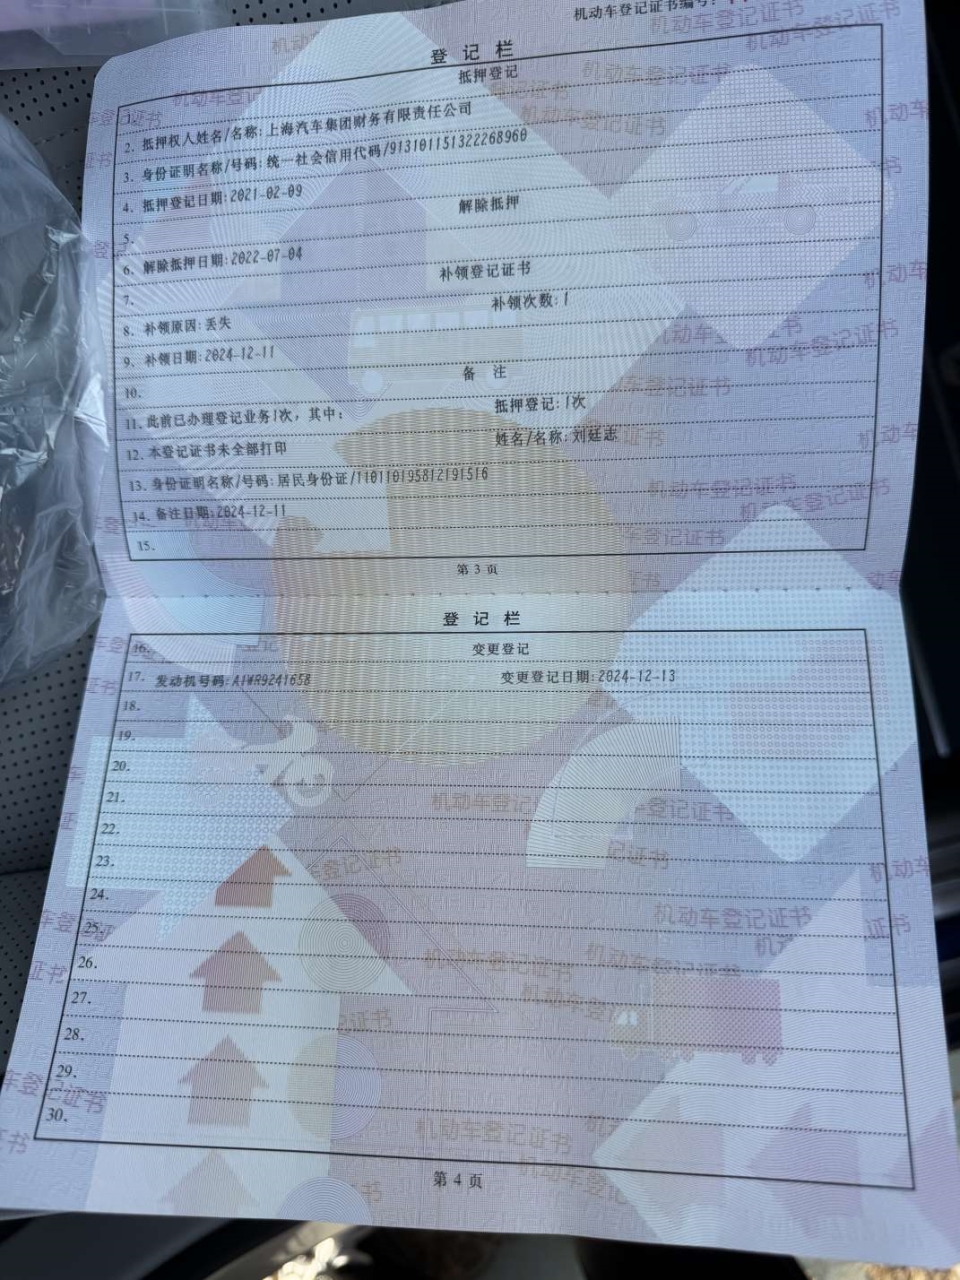 机动车登记证书编号:
登记栏
抵押登记
1.
2. 抵押权人姓名/名称:上海汽车集团财务有限责任公司
3. 身份证明名称/号码:统一社会信用代码/913101151322268960
4. 抵押登记日期:2021-02-09
解除抵押
5.
6. 解除抵押日期:2022-07-04
补领登记证书
7.
补领次数:1
8. 补领原因:丢失
9. 补领日期:2024-12-11
备 注
10.
11. 此前已办理登记业务1次,其中: 抵押登记:1次
12. 本登记证书未全部打印 姓名/名称:刘廷志
13. 身份证明名称/号码:居民身份证/110110195812191516
14. 备注日期:2024-12-11
15.
第 3 页
登记栏
16. 变更登记
17. 发动机号码:A1WR9241658 变更登记日期:2024-12-13
18.
19.
20.
21.
22.
23.
24.
25.
26.
27.
28.
29.
30.
第 4 页